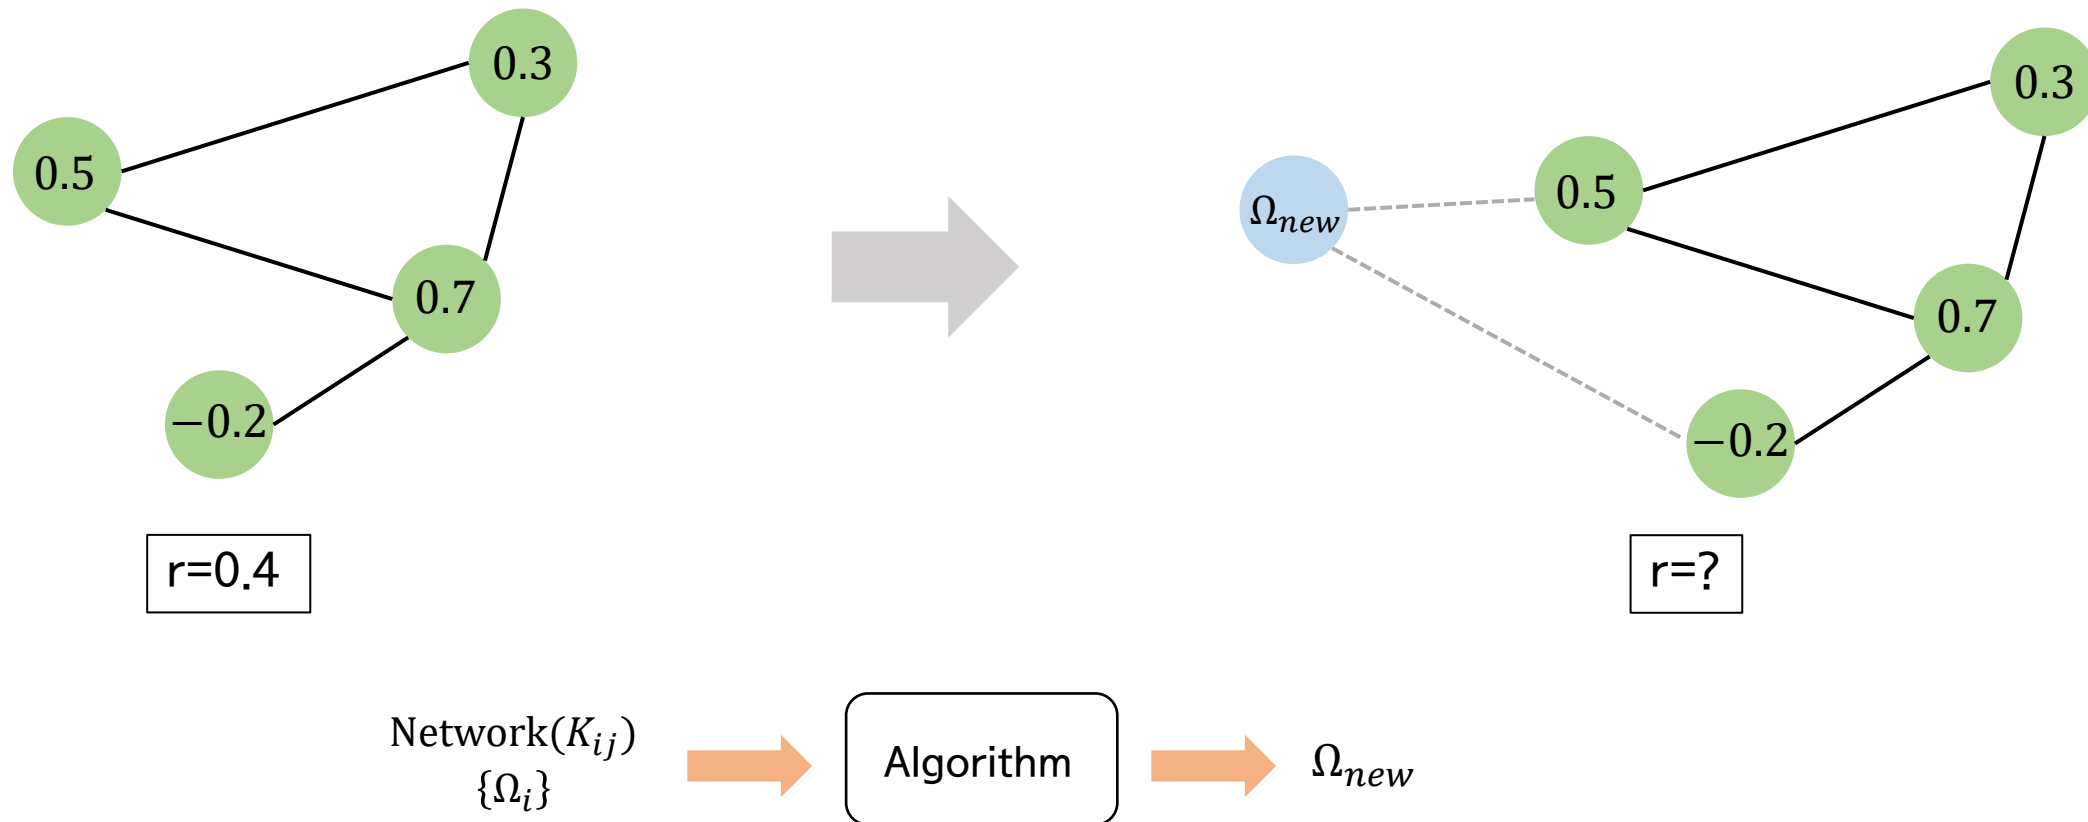 0.3
0.5
0.7
−0.2
r=0.4
0.3
0.5
Ω_new
0.7
−0.2
r=?
Network(K_ij)
{Ω_i}
Algorithm
Ω_new